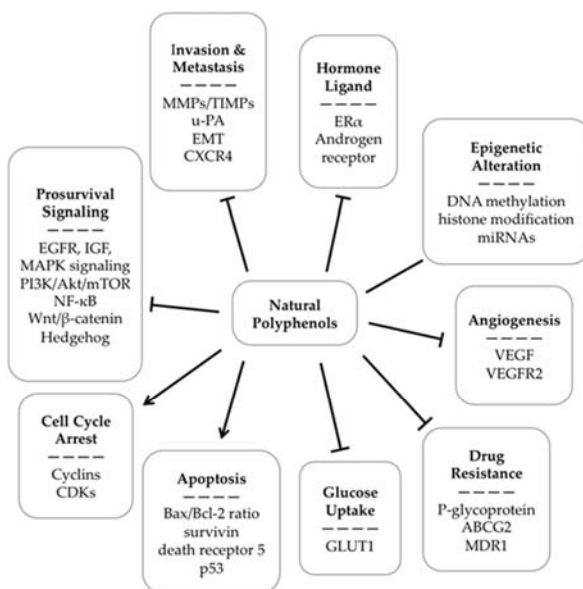 Invasion &
Metastasis
MMPs/TIMPs
u-PA
EMT
CXCR4
Hormone
Ligand
ERα
Androgen
receptor
Epigenetic
Alteration
DNA methylation
histone modification
miRNAs
Prosurvival
Signaling
EGFR, IGF,
MAPK signaling
PI3K/Akt/mTOR
NF-κB
Wnt/β-catenin
Hedgehog
Natural
Polyphenols
Angiogenesis
VEGF
VEGFR2
Cell Cycle
Arrest
Cyclins
CDKs
Apoptosis
Bax/Bcl-2 ratio
survivin
death receptor 5
p53
Glucose
Uptake
GLUT1
Drug
Resistance
P-glycoprotein
ABCG2
MDR1